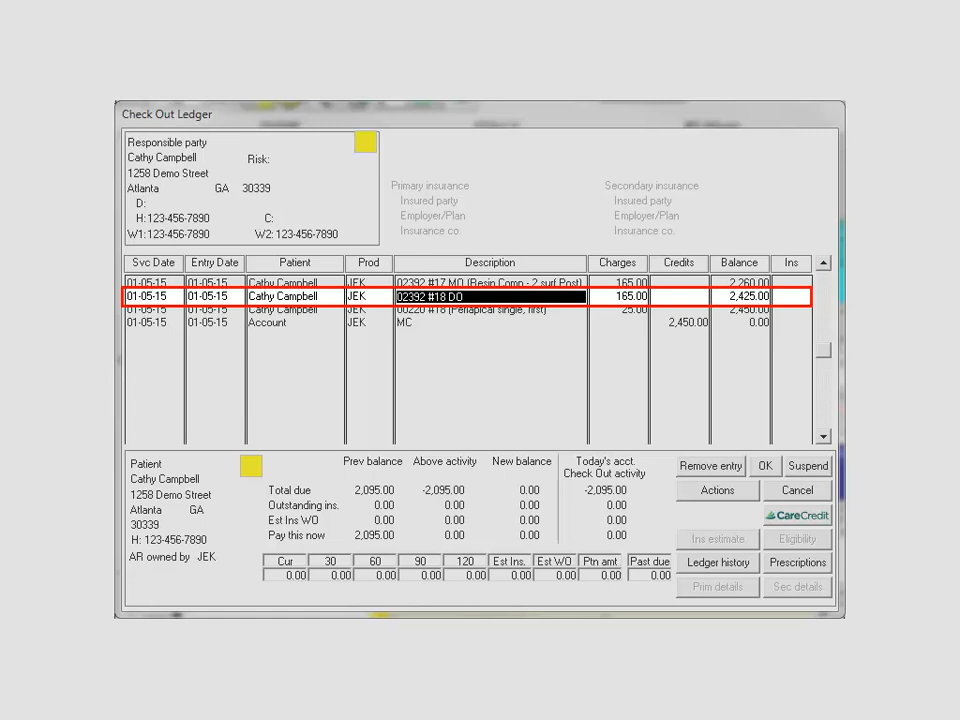 Check Out Ledger
Responsible party
Cathy Campbell Risk:
1258 Demo Street
Atlanta GA 30339
D:
H: 123-456-7890 C:
W1: 123-456-7890 W2: 123-456-7890
Primary insurance
Insured party
Employer/Plan
Insurance co.
Secondary insurance
Insured party
Employer/Plan
Insurance co.
Svc Date Entry Date Patient Prod Description Charges Credits Balance Ins
01-05-15 01-05-15 Cathy Campbell JEK 02392 #17 MO (Resin Comp - 2 surf Post) 165.00 2,260.00
01-05-15 01-05-15 Cathy Campbell JEK 02392 #18 DO 165.00 2,425.00
01-05-15 01-05-15 Cathy Campbell JEK 00220 #18 (Periapical single, first) 25.00 2,450.00
01-05-15 01-05-15 Account JEK MC 2,450.00 0.00
Patient
Cathy Campbell
1258 Demo Street
Atlanta GA
30339
H: 123-456-7890
AR owned by JEK
Prev balance Above activity New balance Today's acct.
Check Out activity
Total due 2,095.00 -2,095.00 0.00 -2,095.00
Outstanding ins. 0.00 0.00 0.00 0.00
Est Ins WO 0.00 0.00 0.00 0.00
Pay this now 2,095.00 0.00 0.00 0.00
Cur 30 60 90 120 Est Ins. Est WO Ptn amt Past due
0.00 0.00 0.00 0.00 0.00 0.00 0.00 0.00 0.00
Remove entry OK Suspend
Actions Cancel
CareCredit
Ins estimate Eligibility
Ledger history Prescriptions
Prim details Sec details